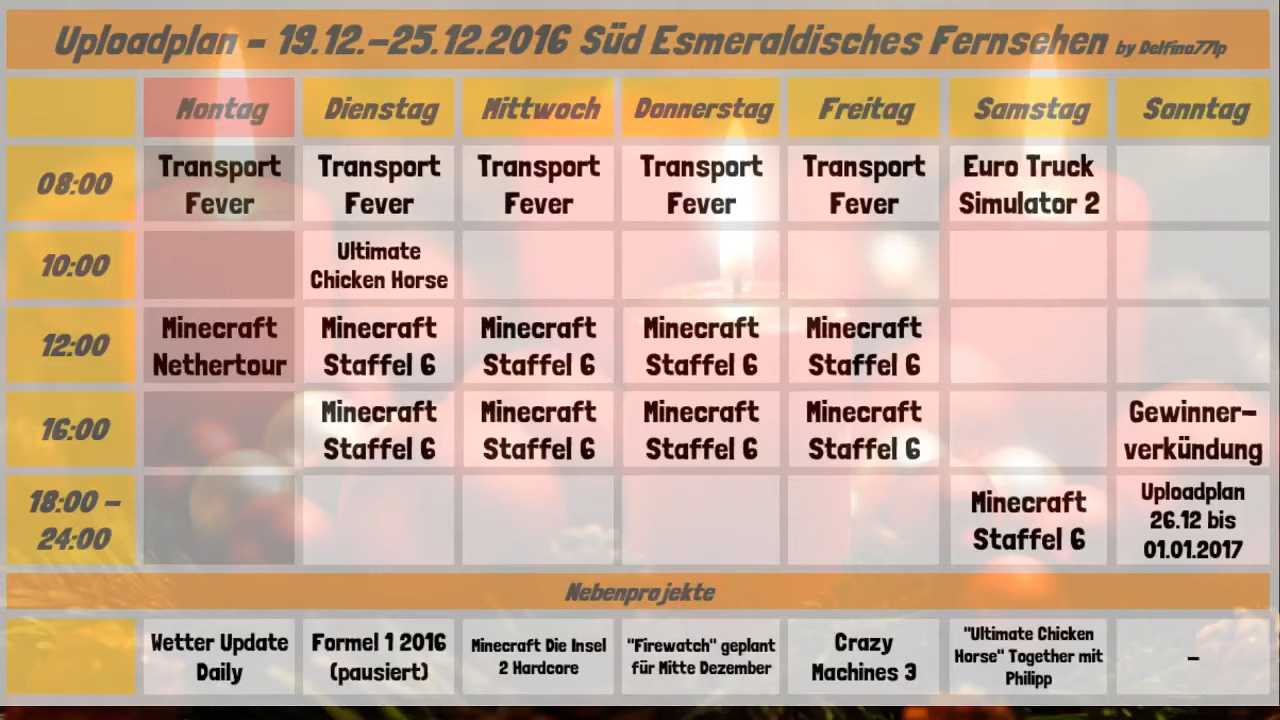 Uploadplan - 19.12.-25.12.2016 Süd Esmeraldisches Fernsehen by Delfino771p
Montag Dienstag Mittwoch Donnerstag Freitag Samstag Sonntag
08:00
Transport
Fever
Transport
Fever
Transport
Fever
Transport
Fever
Transport
Fever
Euro Truck
Simulator 2
10:00
Ultimate
Chicken Horse
12:00
Minecraft
Nethertour
Minecraft
Staffel 6
Minecraft
Staffel 6
Minecraft
Staffel 6
Minecraft
Staffel 6
16:00
Minecraft
Staffel 6
Minecraft
Staffel 6
Minecraft
Staffel 6
Minecraft
Staffel 6
Gewinner-
verkündung
18:00 -
24:00
Minecraft
Staffel 6
Uploadplan
26.12 bis
01.01.2017
Nebenprojekte
Wetter Update
Daily
Formel 1 2016
(pausiert)
Minecraft Die Insel
2 Hardcore
"Firewatch" geplant
für Mitte Dezember
Crazy
Machines 3
"Ultimate Chicken
Horse" Together mit
Philipp
-